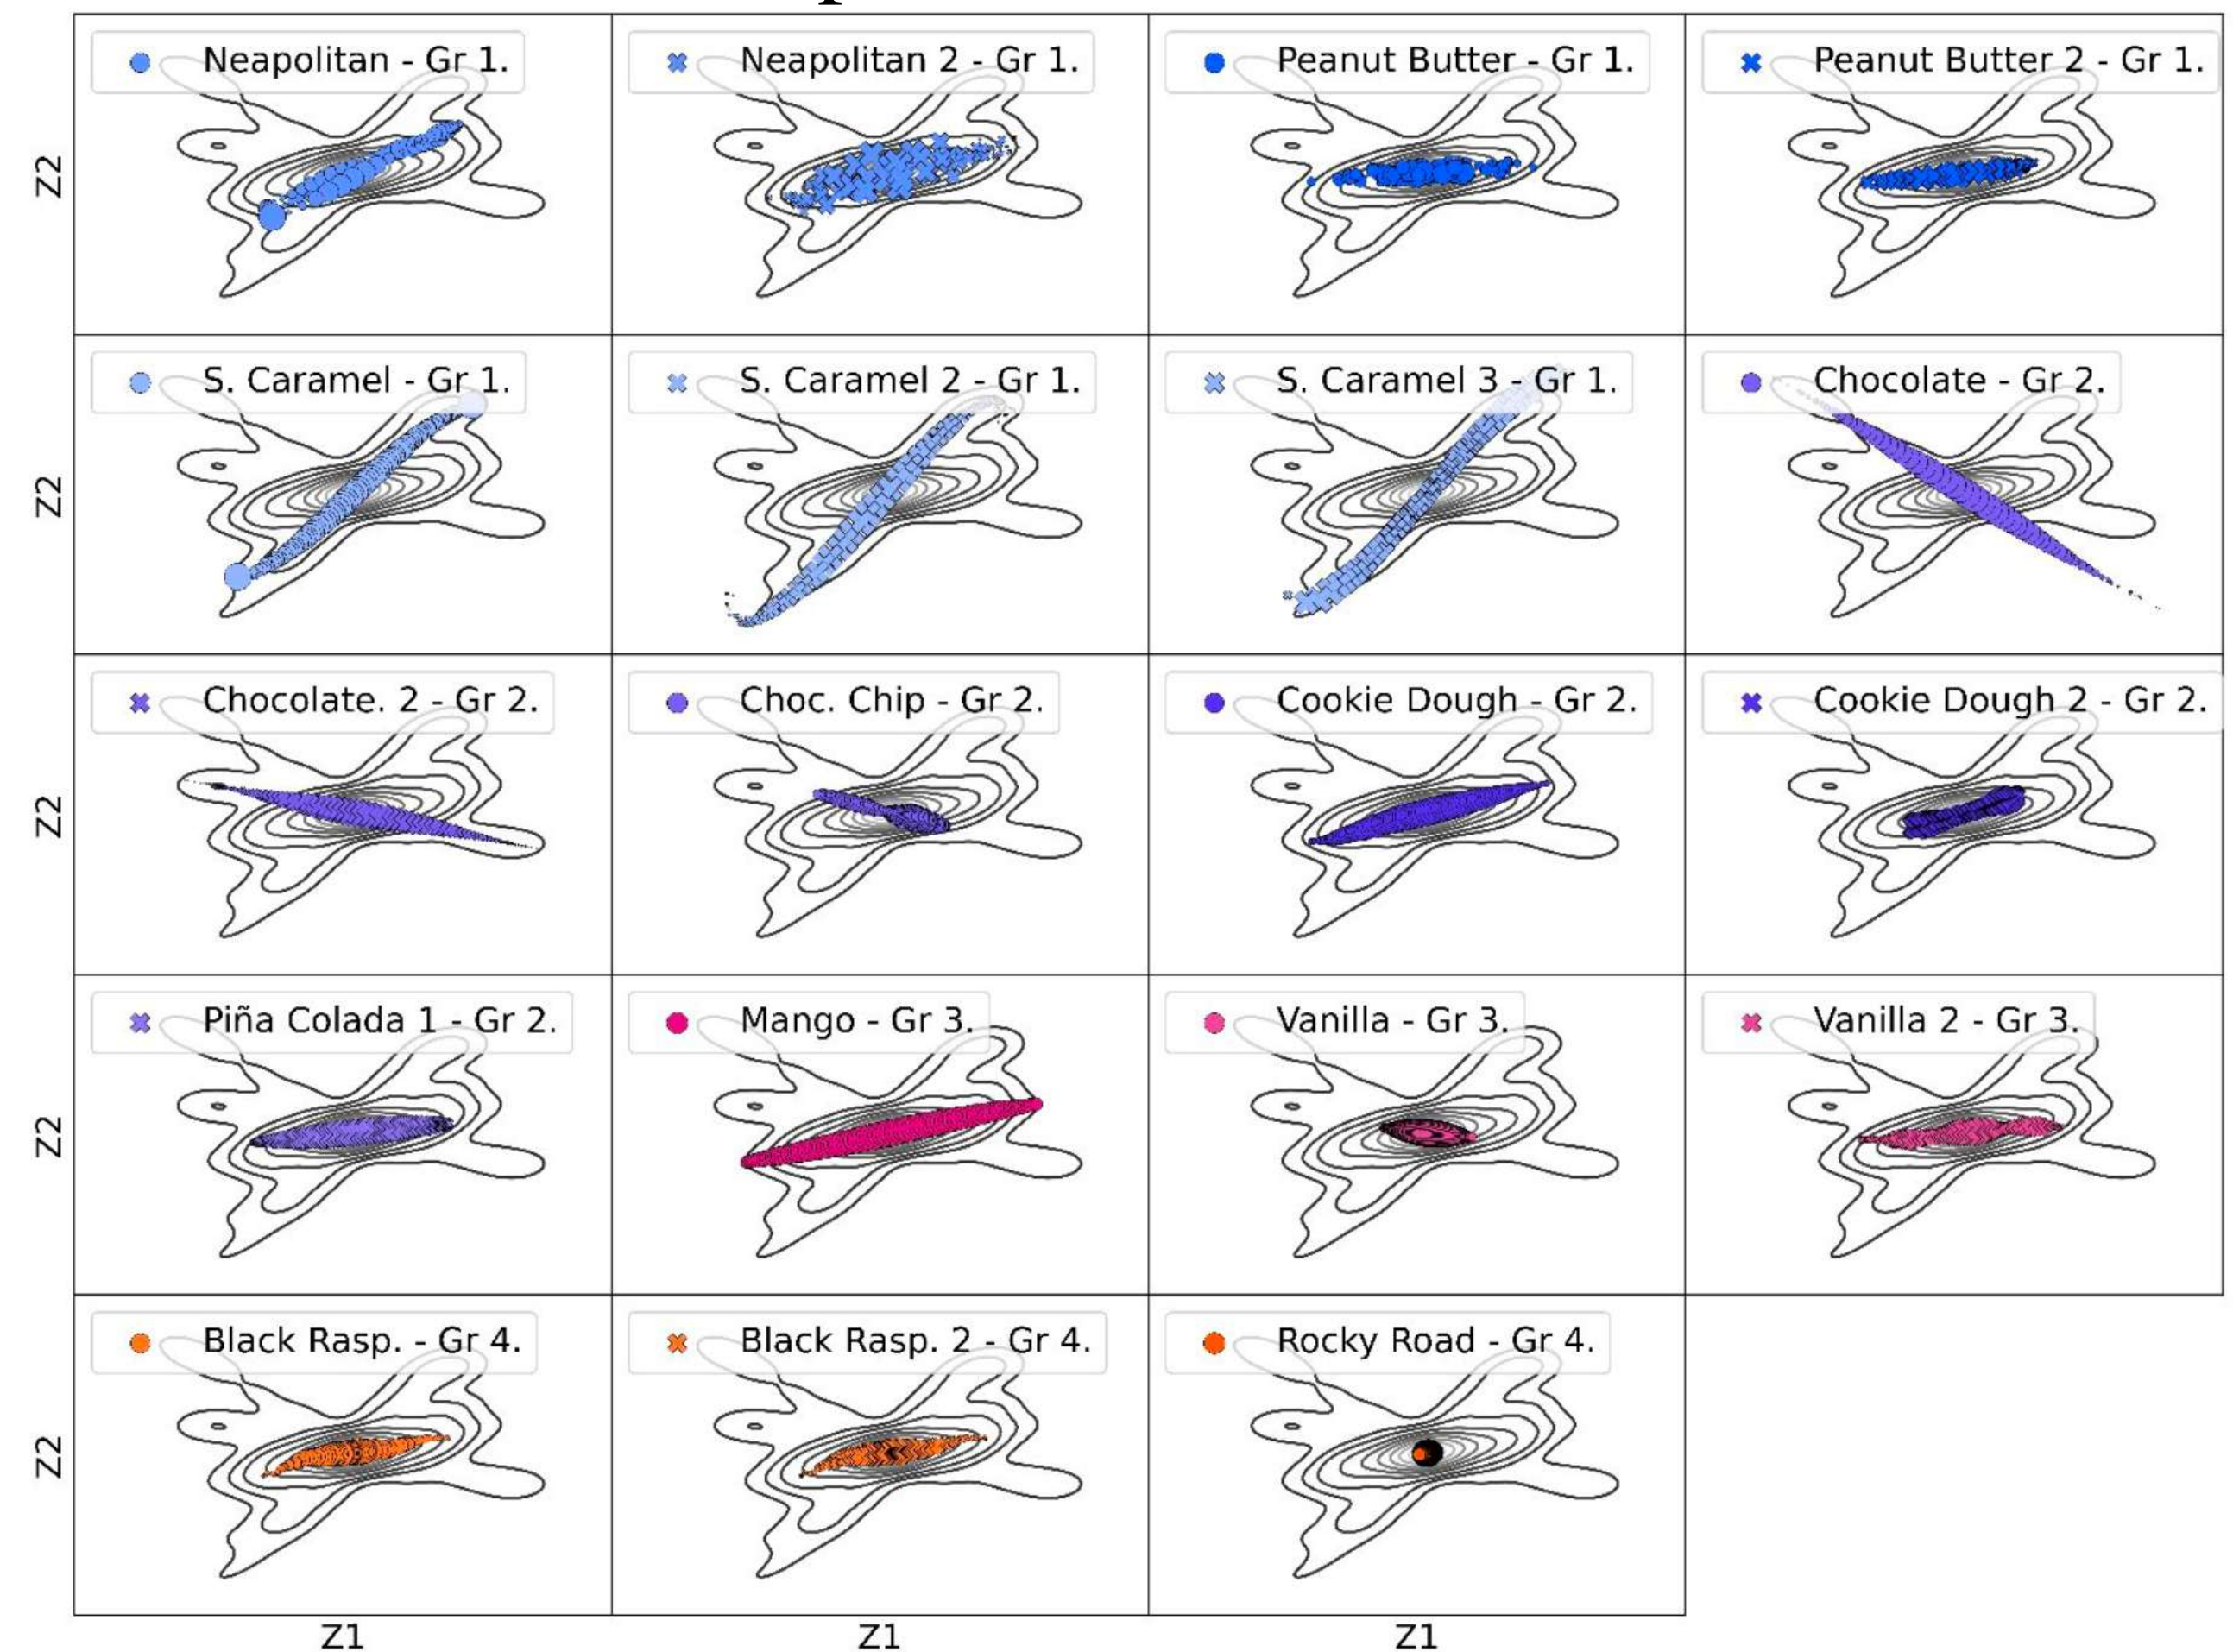 Neapolitan - Gr 1.
Neapolitan 2 - Gr 1.
Peanut Butter - Gr 1.
Peanut Butter 2 - Gr 1.
Z2
S. Caramel - Gr 1.
S. Caramel 2 - Gr 1.
S. Caramel 3 - Gr 1.
Chocolate - Gr 2.
Z2
Chocolate. 2 - Gr 2.
Choc. Chip - Gr 2.
Cookie Dough - Gr 2.
Cookie Dough 2 - Gr 2.
Z2
Piña Colada 1 - Gr 2.
Mango - Gr 3.
Vanilla - Gr 3.
Vanilla 2 - Gr 3.
Z2
Black Rasp. - Gr 4.
Black Rasp. 2 - Gr 4.
Rocky Road - Gr 4.
Z2
Z1
Z1
Z1